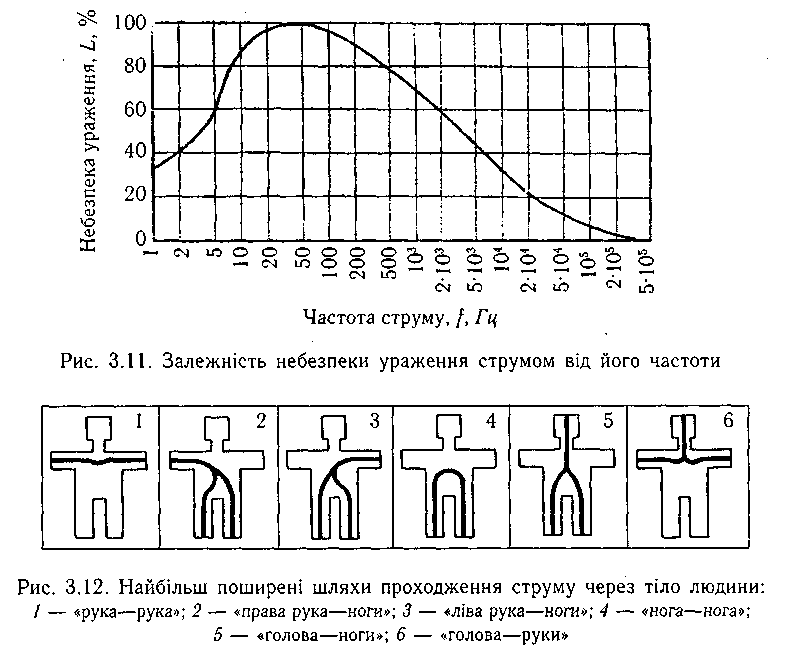 Небезпека ураження, L, %
100
80
60
40
20
0
1 2 5 10 20 50 100 200 500 10³ 2·10³ 5·10³ 10⁴ 2·10⁴ 5·10⁴ 10⁵ 2·10⁵ 5·10⁵
Частота струму, f, Гц
Рис. 3.11. Залежність небезпеки ураження струмом від його частоти
1 2 3 4 5 6
Рис. 3.12. Найбільш поширені шляхи проходження струму через тіло людини:
1 — «рука—рука»; 2 — «права рука—ноги»; 3 — «ліва рука—ноги»; 4 — «нога—нога»;
5 — «голова—ноги»; 6 — «голова—руки»